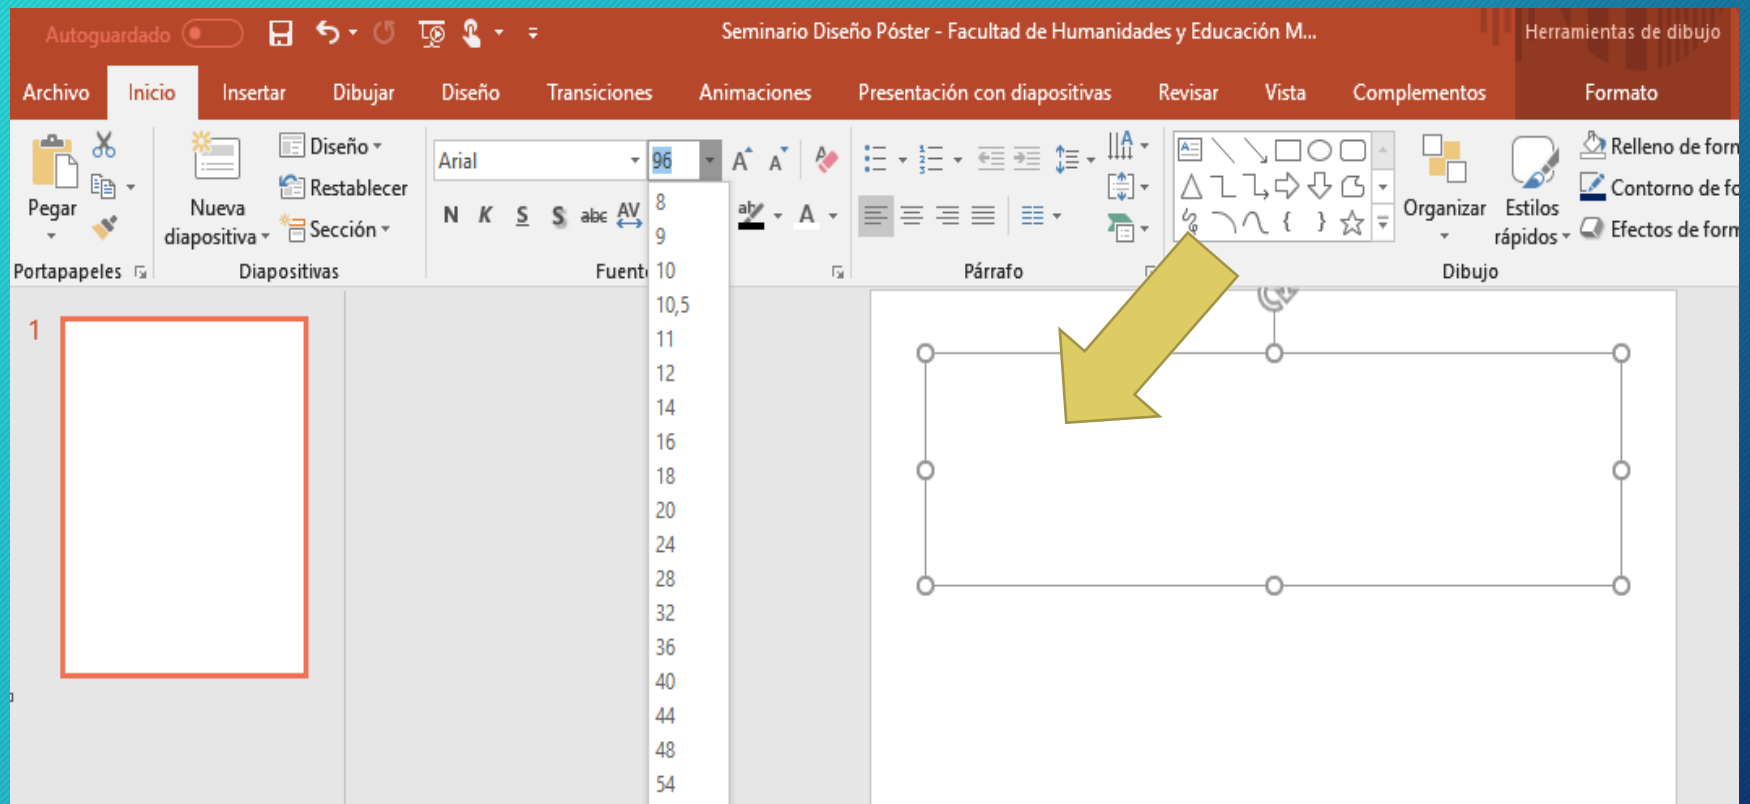 Autoguardado
Seminario Diseño Póster - Facultad de Humanidades y Educación M...
Herramientas de dibujo
Archivo Inicio Insertar Dibujar Diseño Transiciones Animaciones Presentación con diapositivas Revisar Vista Complementos Formato
Pegar
Portapapeles
Nueva
diapositiva
Diseño
Restablecer
Sección
Diapositivas
Arial 96
N K S S abc AV
Fuent
Párrafo
Organizar
Estilos
rápidos
Relleno de forn
Contorno de fo
Efectos de forn
Dibujo
8
9
10
10,5
11
12
14
16
18
20
24
28
32
36
40
44
48
54
1